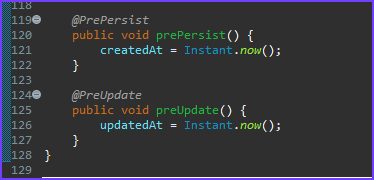 118
119 @PrePersist
120 public void prePersist() {
121 createdAt = Instant.now();
122 }
123
124 @PreUpdate
125 public void preUpdate() {
126 updatedAt = Instant.now();
127 }
128 }
129